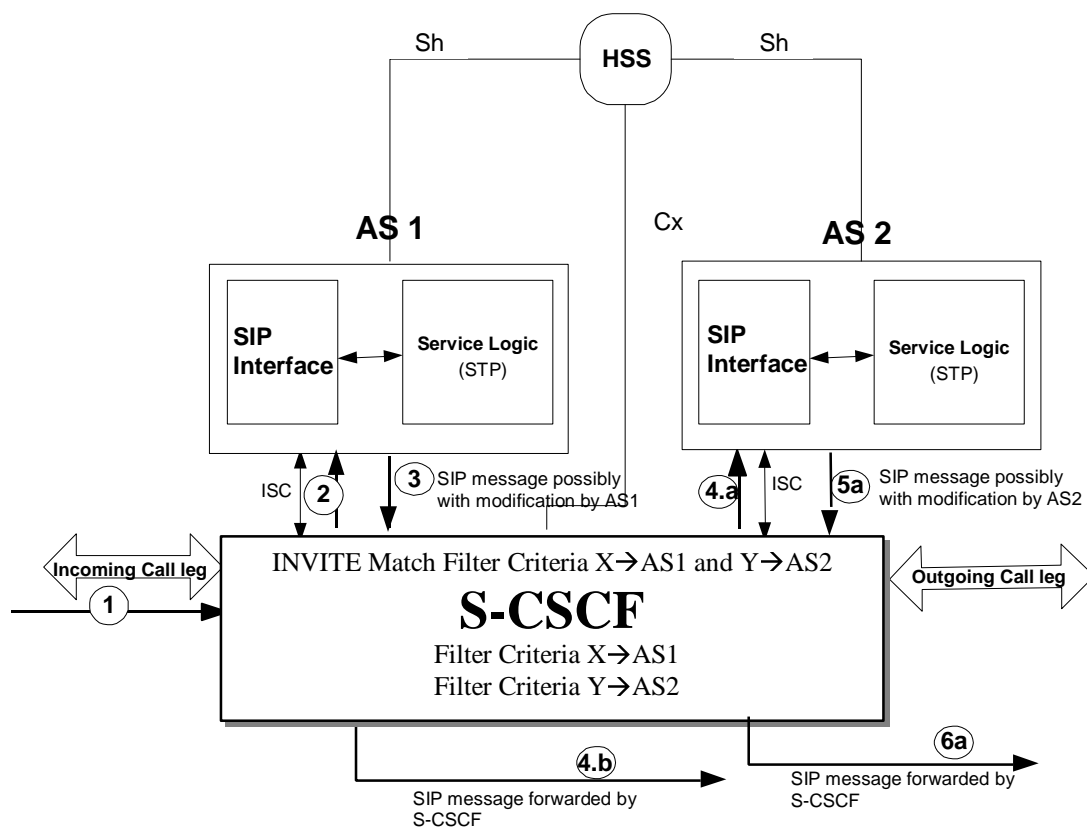 Sh
HSS
Sh
Cx
AS 1
AS 2
SIP
Interface
Service Logic
(STP)
SIP
Interface
Service Logic
(STP)
ISC
2
3
SIP message possibly
with modification by AS1
4.a
ISC
5a
SIP message possibly
with modification by AS2
Incoming Call leg
1
INVITE Match Filter Criteria X→AS1 and Y→AS2
S-CSCF
Filter Criteria X→AS1
Filter Criteria Y→AS2
Outgoing Call leg
4.b
SIP message forwarded by
S-CSCF
6a
SIP message forwarded by
S-CSCF